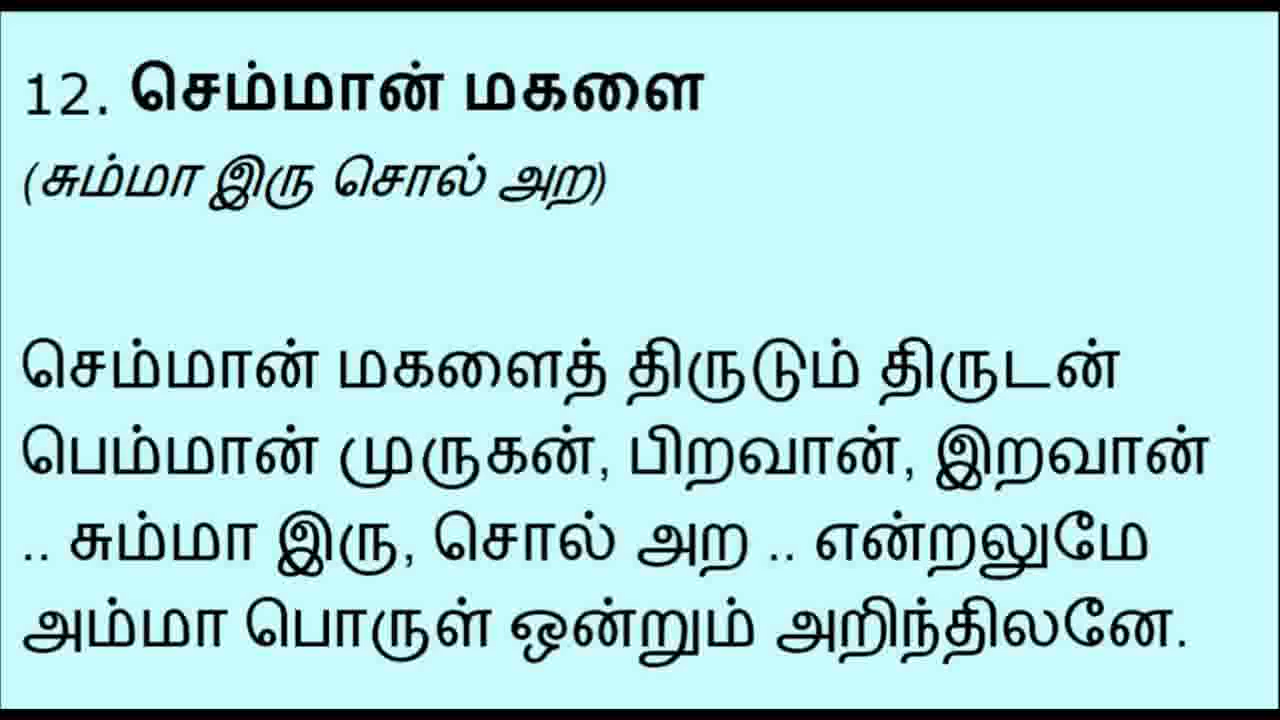 12. செம்மான் மகளை
(சும்மா இரு சொல் அற)
செம்மான் மகளைத் திருடும் திருடன்
பெம்மான் முருகன், பிறவான், இறவான்
.. சும்மா இரு, சொல் அற .. என்றலுமே
அம்மா பொருள் ஒன்றும் அறிந்திலனே.